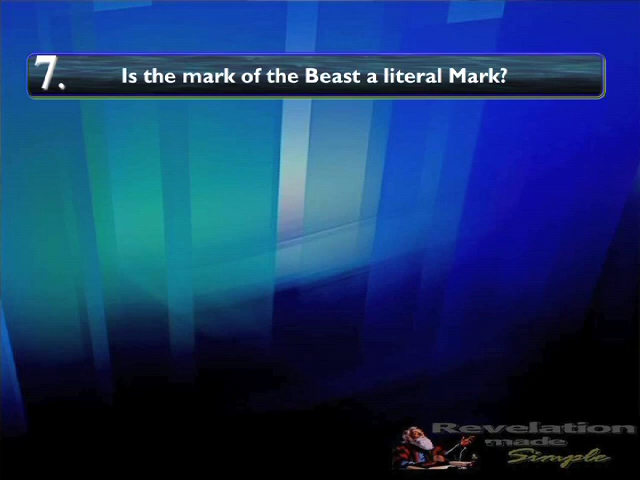 7.
Is the mark of the Beast a literal Mark?
Revelation
made
Simple